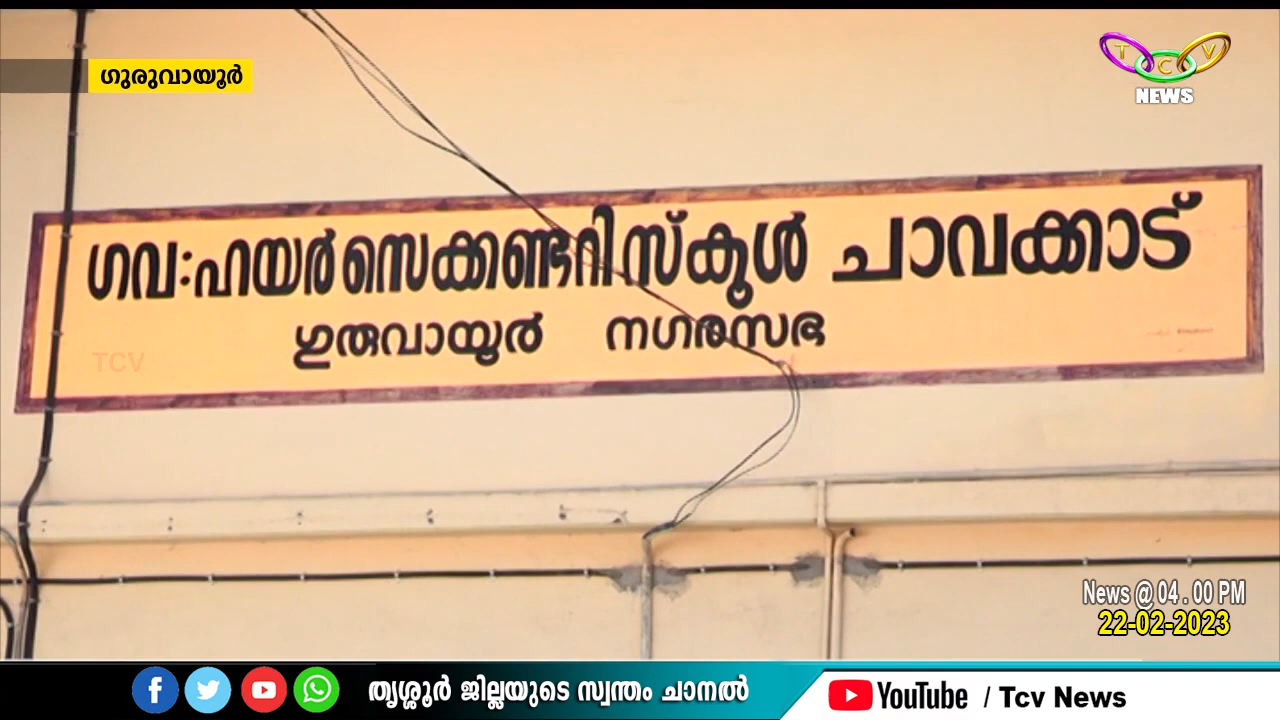 ഗുരുവായൂർ
T C V
NEWS
ഗവ:ഹയർസെക്കണ്ടറിസ്കൂൾ ചാവക്കാട്
ഗുരുവായൂർ നഗരസഭ
TCV
News @ 04 . 00 PM
22-02-2023
തൃശ്ശൂർ ജില്ലയുടെ സ്വന്തം ചാനൽ
YouTube / Tcv News